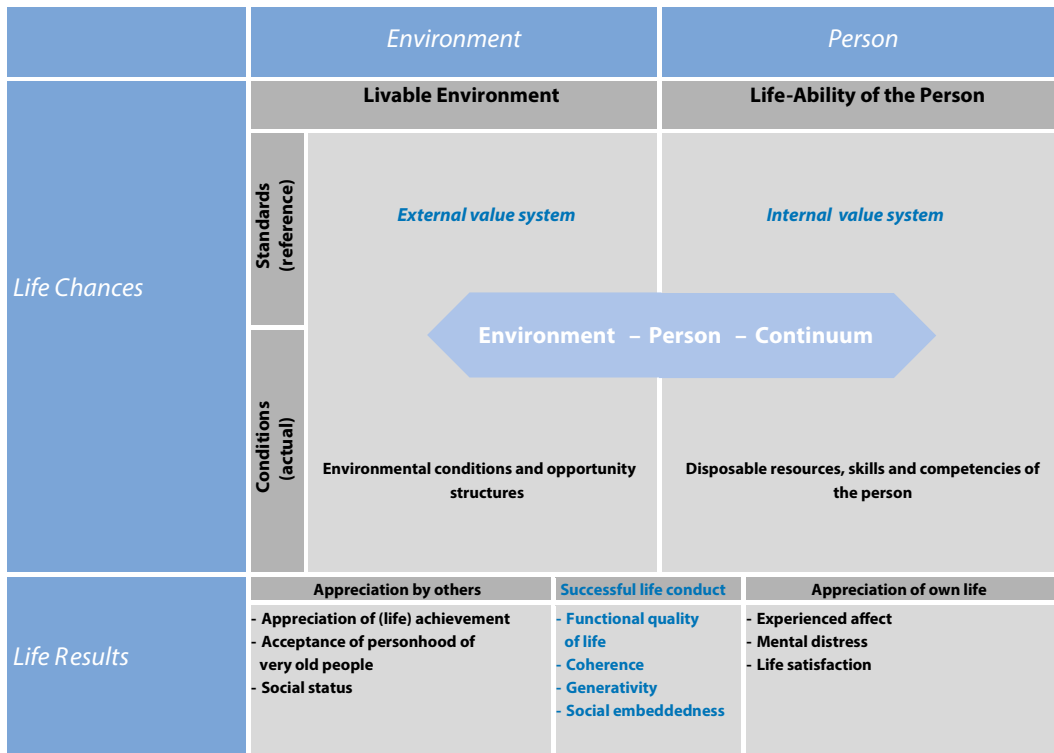 Environment
Person
Livable Environment
Life-Ability of the Person
Life Chances
Standards
(reference)
External value system
Internal value system
Environment – Person – Continuum
Conditions
(actual)
Environmental conditions and opportunity
structures
Disposable resources, skills and competencies of
the person
Life Results
Appreciation by others
- Appreciation of (life) achievement
- Acceptance of personhood of
very old people
- Social status
Successful life conduct
- Functional quality
of life
- Coherence
- Generativity
- Social embeddedness
Appreciation of own life
- Experienced affect
- Mental distress
- Life satisfaction